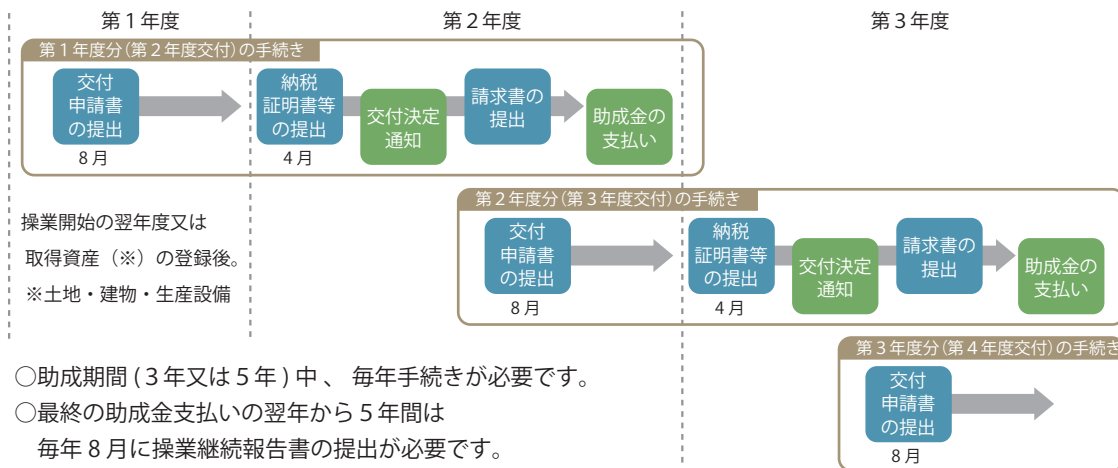 第１年度
第２年度
第３年度
第１年度分(第２年度交付)の手続き
交付
申請書
の提出
８月
納税
証明書等
の提出
４月
交付決定
通知
請求書の
提出
助成金の
支払い
操業開始の翌年度又は
取得資産（※）の登録後。
※土地・建物・生産設備
第２年度分(第３年度交付)の手続き
交付
申請書
の提出
８月
納税
証明書等
の提出
４月
交付決定
通知
請求書の
提出
助成金の
支払い
第３年度分(第４年度交付)の手続き
交付
申請書
の提出
８月
○助成期間(３年又は５年)中、毎年手続きが必要です。
○最終の助成金支払いの翌年から５年間は
毎年８月に操業継続報告書の提出が必要です。